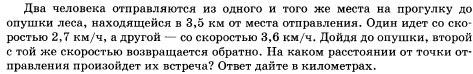 Два человека отправляются из одного и того же места на прогулку до
опушки леса, находящейся в 3,5 км от места отправления. Один идет со ско-
ростью 2,7 км/ч, а другой — со скоростью 3,6 км/ч. Дойдя до опушки, второй
с той же скоростью возвращается обратно. На каком расстоянии от точки от-
правления произойдет их встреча? Ответ дайте в километрах.